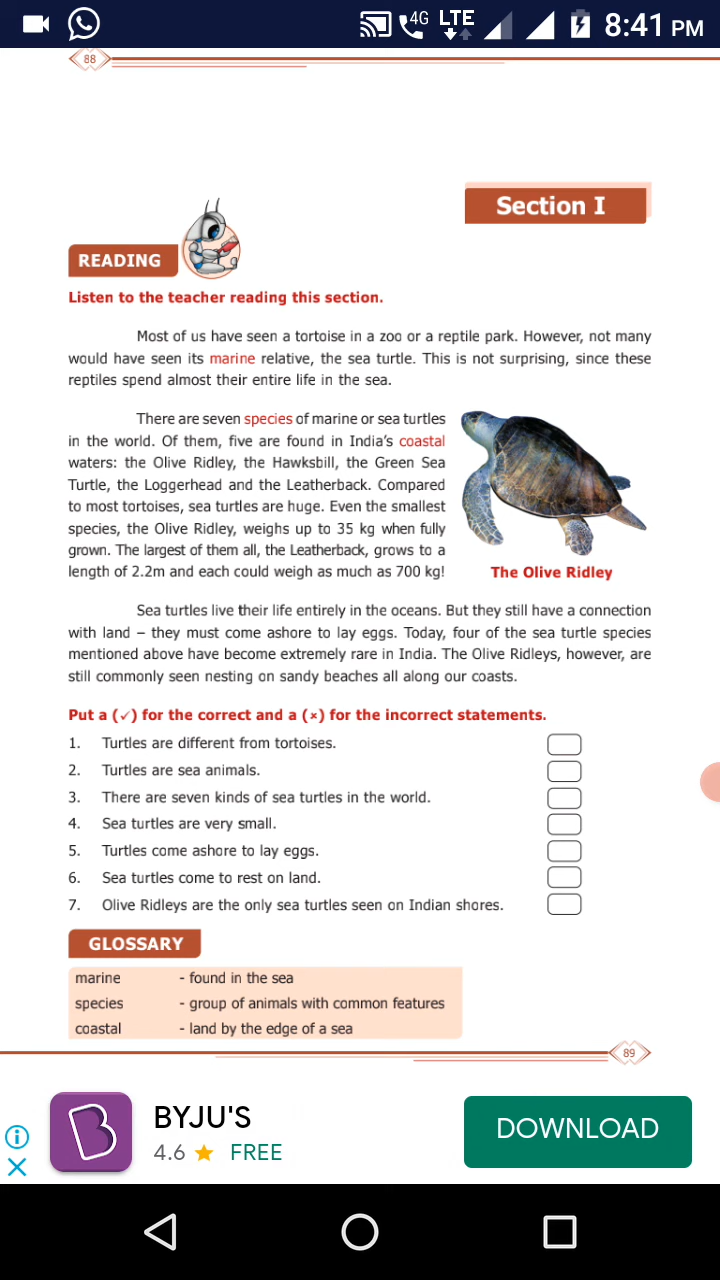 4G LTE 8:41 PM
88
Section I
READING
Listen to the teacher reading this section.
Most of us have seen a tortoise in a zoo or a reptile park. However, not many
would have seen its marine relative, the sea turtle. This is not surprising, since these
reptiles spend almost their entire life in the sea.
There are seven species of marine or sea turtles
in the world. Of them, five are found in India's coastal
waters: the Olive Ridley, the Hawksbill, the Green Sea
Turtle, the Loggerhead and the Leatherback. Compared
to most tortoises, sea turtles are huge. Even the smallest
species, the Olive Ridley, weighs up to 35 kg when fully
grown. The largest of them all, the Leatherback, grows to a
length of 2.2m and each could weigh as much as 700 kg!
The Olive Ridley
Sea turtles live their life entirely in the oceans. But they still have a connection
with land – they must come ashore to lay eggs. Today, four of the sea turtle species
mentioned above have become extremely rare in India. The Olive Ridleys, however, are
still commonly seen nesting on sandy beaches all along our coasts.
Put a (✓) for the correct and a (×) for the incorrect statements.
1. Turtles are different from tortoises.
2. Turtles are sea animals.
3. There are seven kinds of sea turtles in the world.
4. Sea turtles are very small.
5. Turtles come ashore to lay eggs.
6. Sea turtles come to rest on land.
7. Olive Ridleys are the only sea turtles seen on Indian shores.
GLOSSARY
marine - found in the sea
species - group of animals with common features
coastal - land by the edge of a sea
89
BYJU'S
4.6 ★ FREE
DOWNLOAD